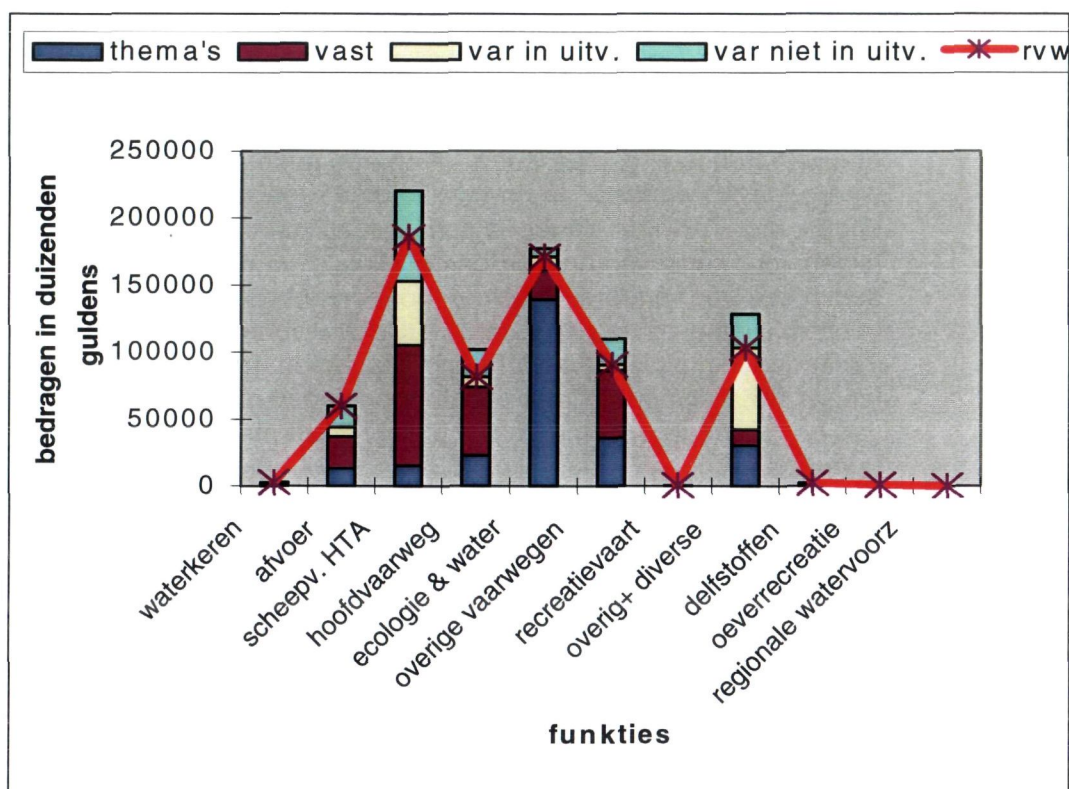 thema's vast var in uitv. var niet in uitv. rvw
bedragen in duizenden
guldens
250000
200000
150000
100000
50000
0
waterkeren
afvoer
scheepv. HTA
hoofdvaarweg
ecologie & water
overige vaarwegen
recreatievaart
overig+ diverse
delfstoffen
oeverrecreatie
regionale watervoorz
funkties